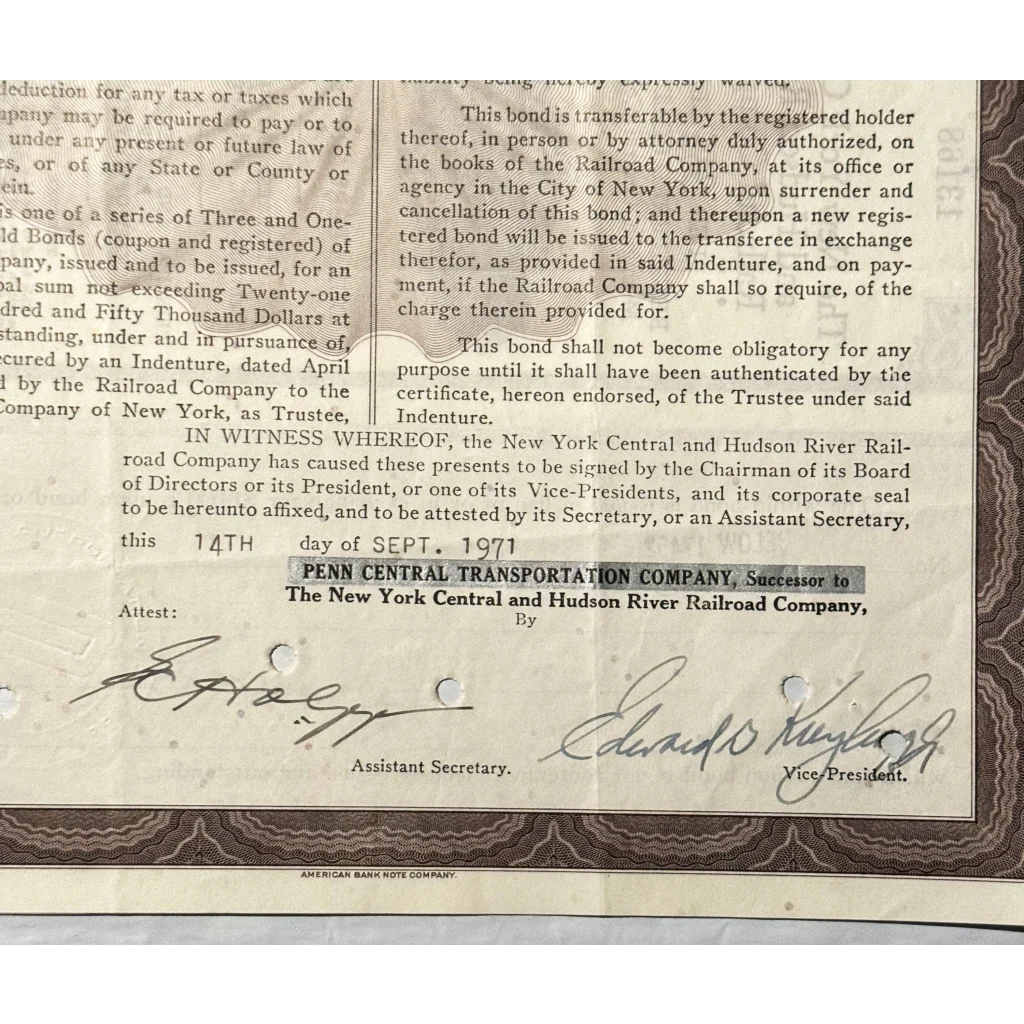 deduction for any tax or taxes which
mpany may be required to pay or to
under any present or future law of
es, or of any State or County or
ein.
is one of a series of Three and One-
ld Bonds (coupon and registered) of
pany, issued and to be issued, for an
pal sum not exceeding Twenty-one
dred and Fifty Thousand Dollars at
standing, under and in pursuance of,
ecured by an Indenture, dated April
d by the Railroad Company to the
Company of New York, as Trustee,
liability being hereby expressly waived.
This bond is transferable by the registered holder
thereof, in person or by attorney duly authorized, on
the books of the Railroad Company, at its office or
agency in the City of New York, upon surrender and
cancellation of this bond; and thereupon a new regis-
tered bond will be issued to the transferee in exchange
therefor, as provided in said Indenture, and on pay-
ment, if the Railroad Company shall so require, of the
charge therein provided for.
This bond shall not become obligatory for any
purpose until it shall have been authenticated by the
certificate, hereon endorsed, of the Trustee under said
Indenture.
IN WITNESS WHEREOF, the New York Central and Hudson River Rail-
road Company has caused these presents to be signed by the Chairman of its Board
of Directors or its President, or one of its Vice-Presidents, and its corporate seal
to be hereunto affixed, and to be attested by its Secretary, or an Assistant Secretary,
this 14TH day of SEPT. 1971
PENN CENTRAL TRANSPORTATION COMPANY, Successor to
The New York Central and Hudson River Railroad Company,
Attest:
By
Edward
Assistant Secretary.
Vice-President.
AMERICAN BANK NOTE COMPANY.
13168